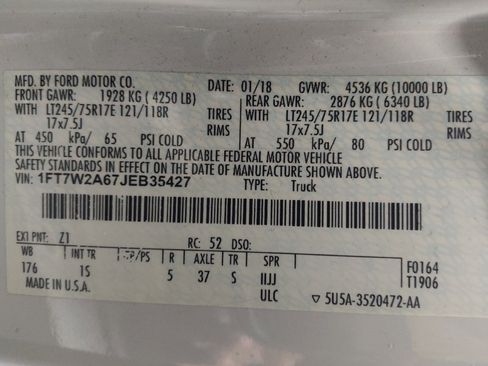 MFD. BY FORD MOTOR CO.
DATE: 01/18 GVWR: 4536 KG (10000 LB)
FRONT GAWR: 1928 KG ( 4250 LB) REAR GAWR: 2876 KG ( 6340 LB)
WITH LT245/75R17E 121/118R TIRES WITH LT245/75R17E 121/118R TIRES
17x7.5J RIMS 17x7.5J RIMS
AT 450 kPa/ 65 PSI COLD AT 550 kPa/ 80 PSI COLD
THIS VEHICLE CONFORMS TO ALL APPLICABLE FEDERAL MOTOR VEHICLE
SAFETY STANDARDS IN EFFECT ON THE DATE OF MANUFACTURE SHOWN ABOVE.
VIN: 1FT7W2A67JEB35427 TYPE: Truck
EXT PNT: Z1 RC: 52 DSO:
WB INT TR TP/PS R AXLE TR SPR
176 1S 5 37 S IIJJ F0164
MADE IN U.S.A. ULC T1906
▽ 5U5A-3520472-AA